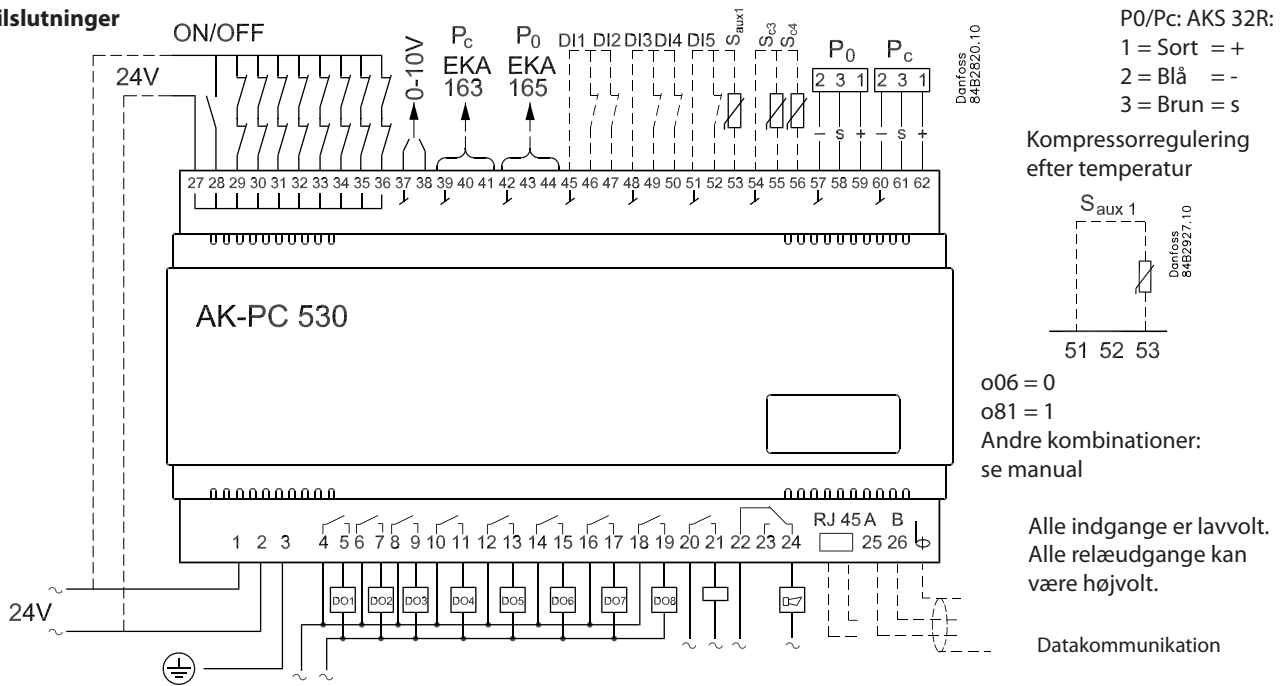 ilslutninger
ON/OFF
24V
0-10V
Pc
EKA
163
P0
EKA
165
DI1 DI2 DI3 DI4 DI5 Saux1 Sc3 Sc4
P0 Pc
2 3 1 2 3 1
– s + – s +
Danfoss
84B2820.10
27 28 29 30 31 32 33 34 35 36 37 38 39 40 41 42 43 44 45 46 47 48 49 50 51 52 53 54 55 56 57 58 59 60 61 62
AK-PC 530
RJ 45 A B
1 2 3 4 5 6 7 8 9 10 11 12 13 14 15 16 17 18 19 20 21 22 23 24 25 26
DO1 DO2 DO3 DO4 DO5 DO6 DO7 DO8
24V
P0/Pc: AKS 32R:
1 = Sort = +
2 = Blå = -
3 = Brun = s
Kompressorregulering
efter temperatur
Saux 1
Danfoss
84B2927.10
51 52 53
o06 = 0
o81 = 1
Andre kombinationer:
se manual
Alle indgange er lavvolt.
Alle relæudgange kan
være højvolt.
Datakommunikation